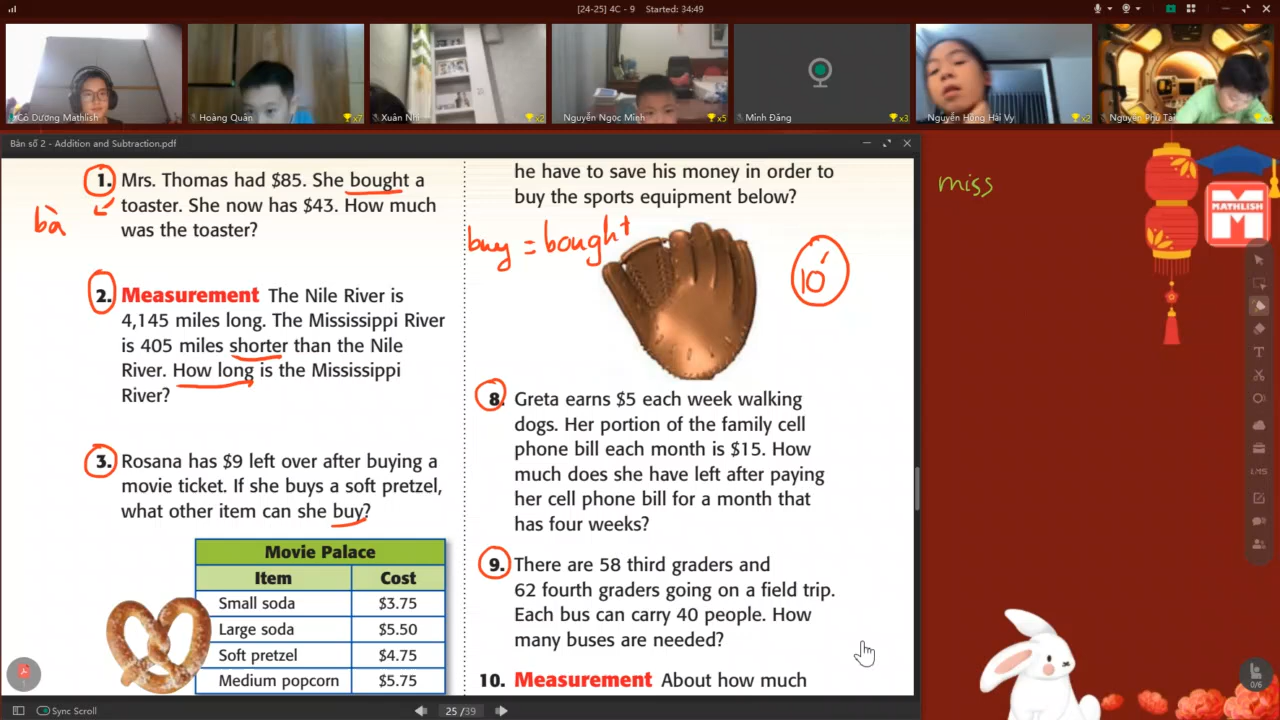 [24-25] 4C - 9 Started: 34:49
Cô Dương Mathlish
Hoàng Quân
x7
Xuân Nhi
x2
Nguyễn Ngọc Minh
x5
Minh Đăng
x3
Nguyễn Hồng Hải Vy
x2
Nguyễn Phú Tài
Bản số 2 - Addition and Subtraction.pdf
1. Mrs. Thomas had $85. She bought a
toaster. She now has $43. How much
was the toaster?
bà
2. Measurement The Nile River is
4,145 miles long. The Mississippi River
is 405 miles shorter than the Nile
River. How long is the Mississippi
River?
3. Rosana has $9 left over after buying a
movie ticket. If she buys a soft pretzel,
what other item can she buy?
Movie Palace
Item Cost
Small soda $3.75
Large soda $5.50
Soft pretzel $4.75
Medium popcorn $5.75
he have to save his money in order to
buy the sports equipment below?
buy = bought
10'
8. Greta earns $5 each week walking
dogs. Her portion of the family cell
phone bill each month is $15. How
much does she have left after paying
her cell phone bill for a month that
has four weeks?
9. There are 58 third graders and
62 fourth graders going on a field trip.
Each bus can carry 40 people. How
many buses are needed?
10. Measurement About how much
miss
M
MATHLISH
T
LMS
0/6
Sync Scroll
25 /39